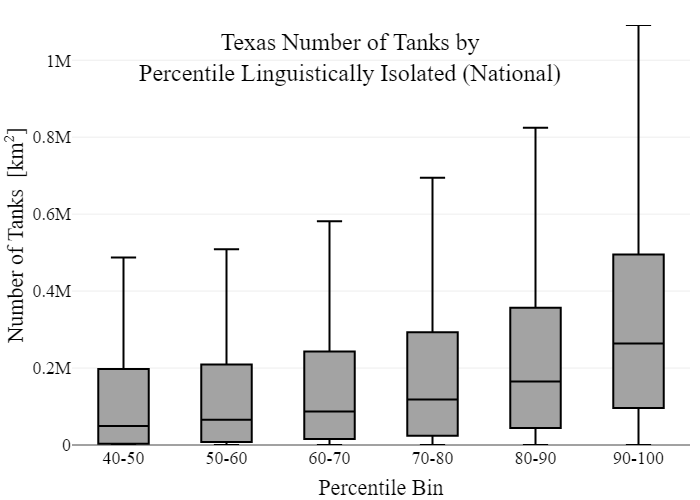 Texas Number of Tanks by
Percentile Linguistically Isolated (National)
Number of Tanks [km²]
1M
0.8M
0.6M
0.4M
0.2M
0
40-50 50-60 60-70 70-80 80-90 90-100
Percentile Bin